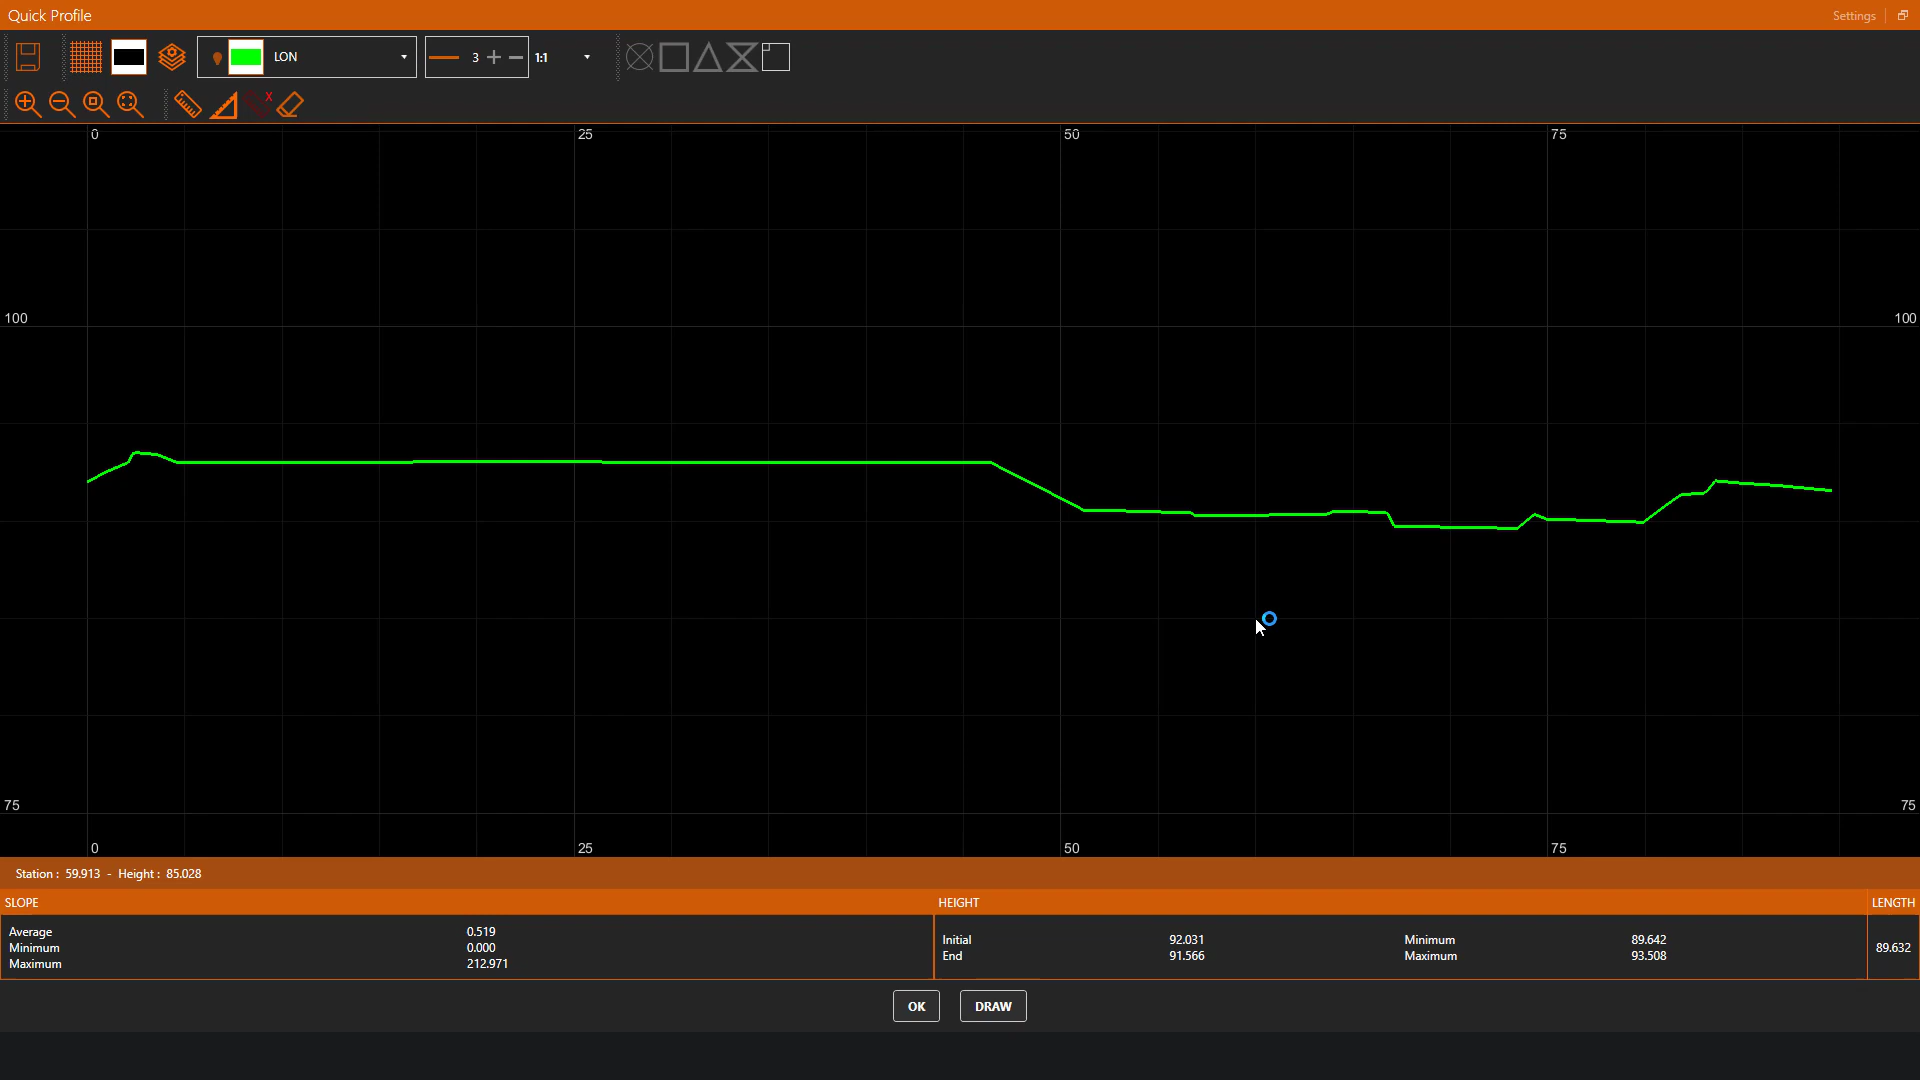 Quick Profile
Settings
LON
3
1:1
X
0 25 50 75
100 100
75 75
0 25 50 75
Station : 59.913 - Height : 85.028
SLOPE HEIGHT LENGTH
Average 0.519
Minimum 0.000
Maximum 212.971
Initial 92.031 Minimum 89.642
End 91.566 Maximum 93.508
89.632
OK DRAW